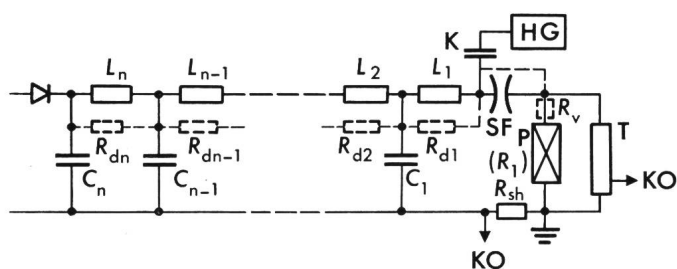 K HG
Lₙ Lₙ₋₁ L₂ L₁
SF Rᵥ
R_dn R_dn-1 R_d2 R_d1 P T
(R₁)
Cₙ Cₙ₋₁ C₁ R_sh KO
KO